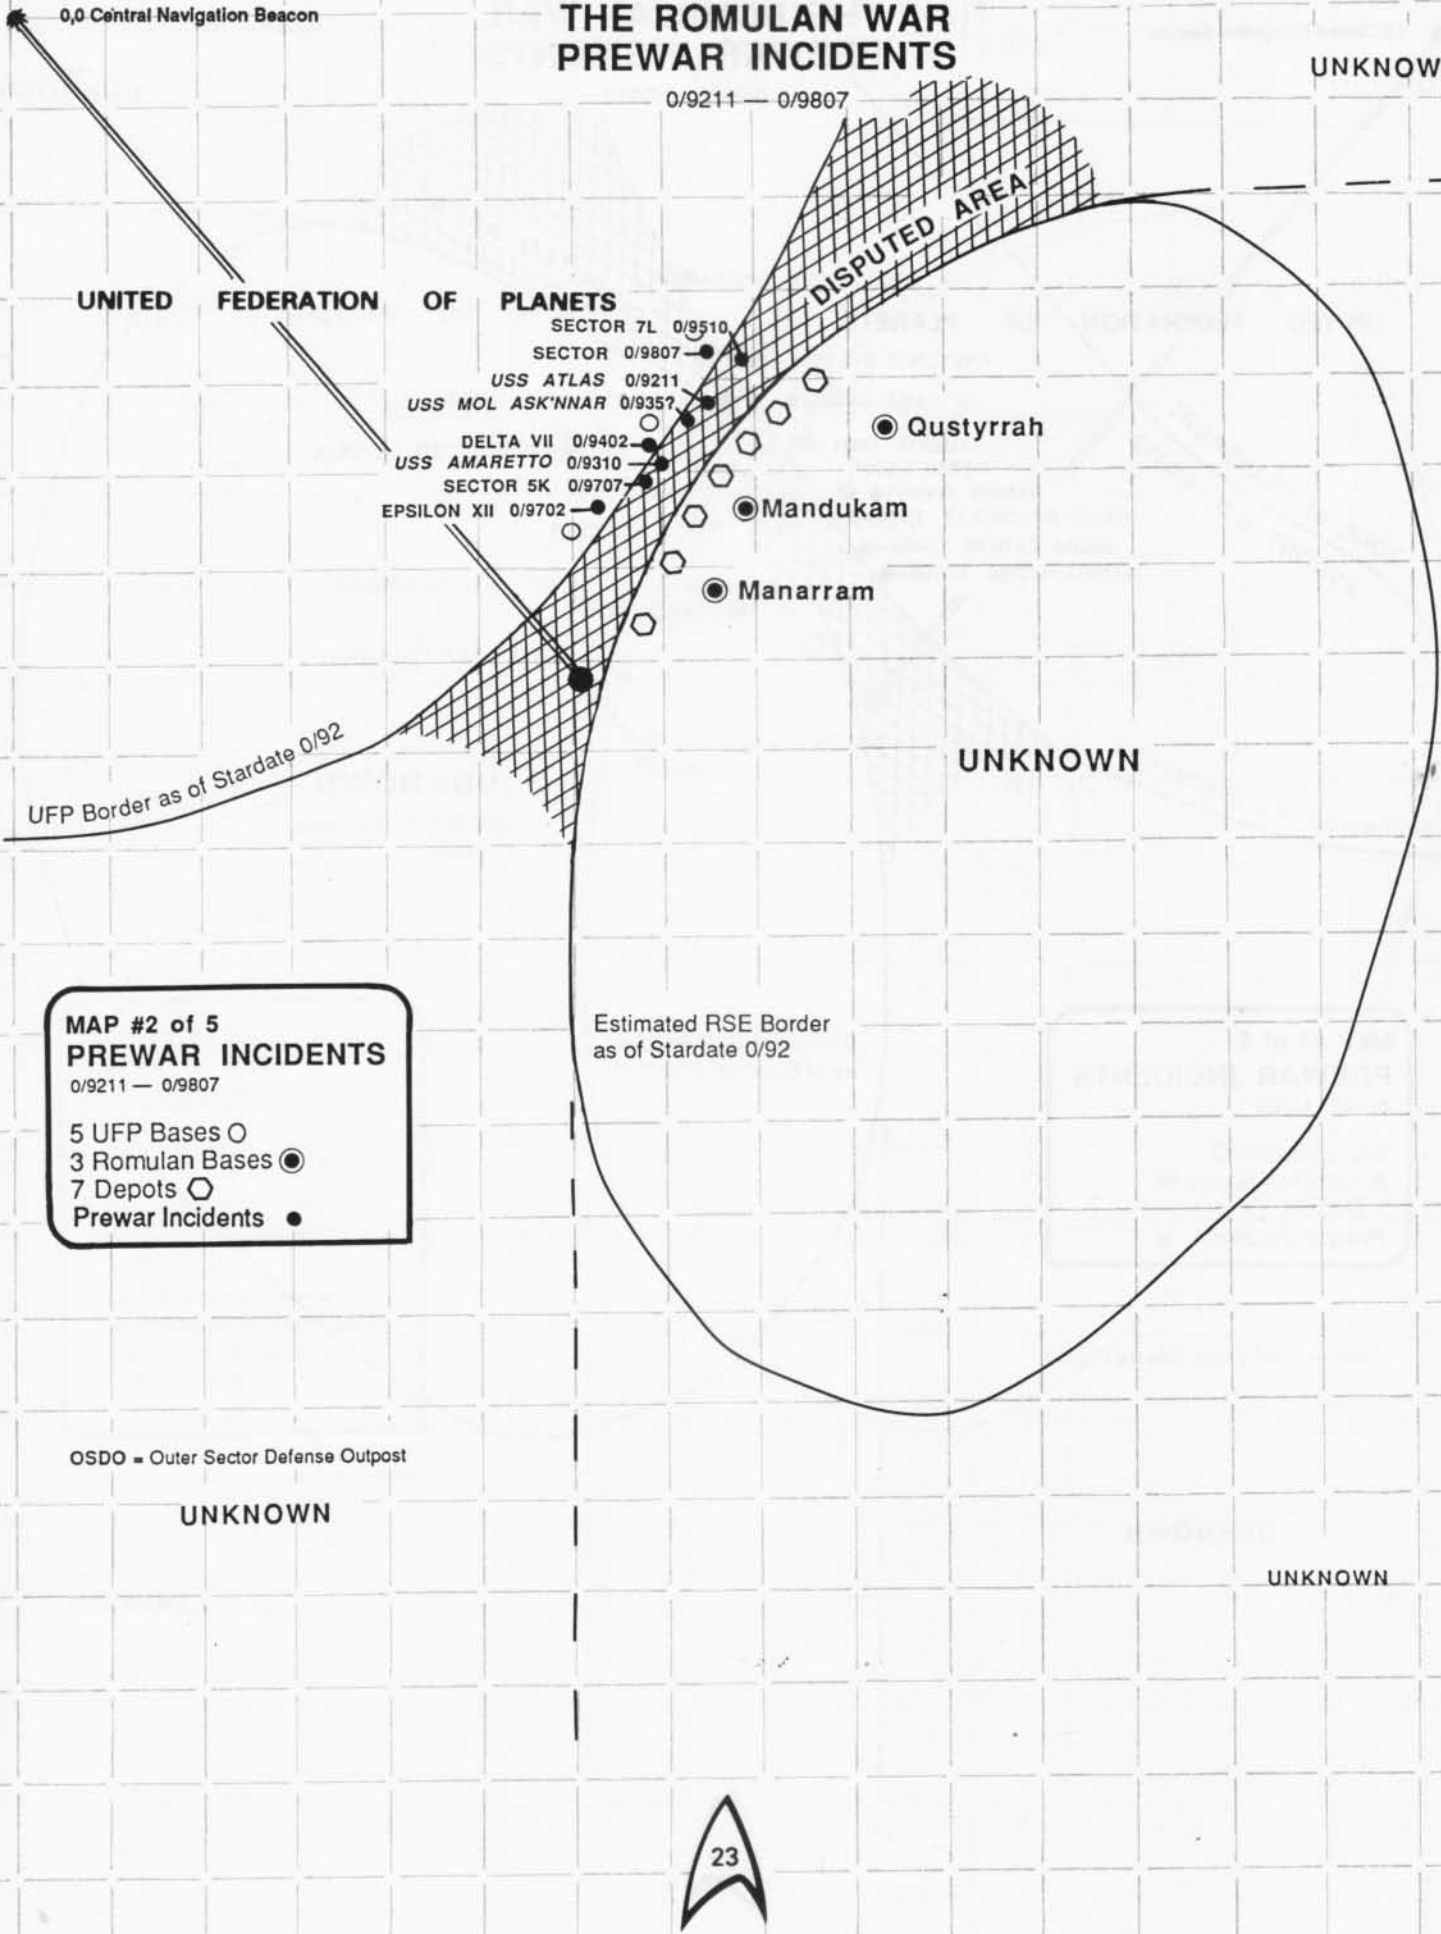 0,0 Central Navigation Beacon
THE ROMULAN WAR
PREWAR INCIDENTS
0/9211 — 0/9807
UNKNOW
DISPUTED AREA
UNITED FEDERATION OF PLANETS
SECTOR 7L 0/9510
SECTOR 0/9807
USS ATLAS 0/9211
USS MOL ASK'NNAR 0/935?
DELTA VII 0/9402
USS AMARETTO 0/9310
SECTOR 5K 0/9707
EPSILON XII 0/9702
Qustyrrah
Mandukam
Manarram
UFP Border as of Stardate 0/92
UNKNOWN
MAP #2 of 5
PREWAR INCIDENTS
0/9211 — 0/9807
5 UFP Bases
3 Romulan Bases
7 Depots
Prewar Incidents
Estimated RSE Border
as of Stardate 0/92
OSDO = Outer Sector Defense Outpost
UNKNOWN
UNKNOWN
23